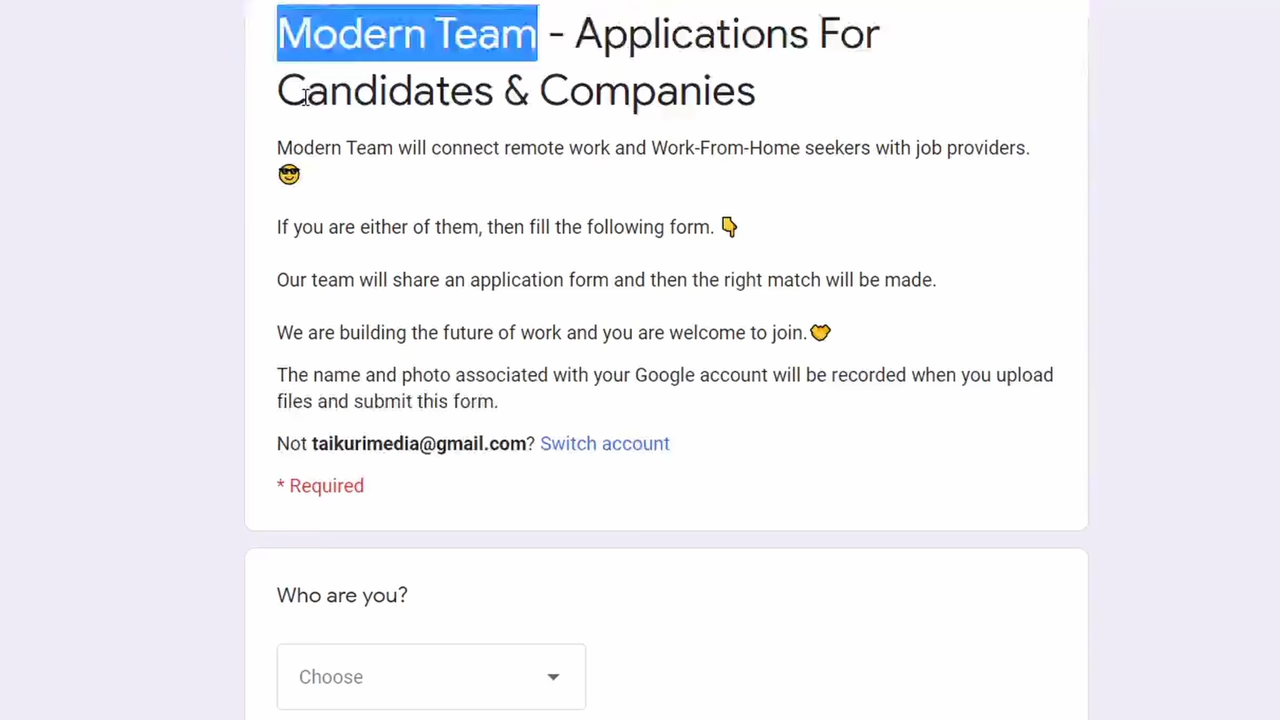 Modern Team - Applications For
Candidates & Companies
Modern Team will connect remote work and Work-From-Home seekers with job providers.
😎
If you are either of them, then fill the following form. 👇
Our team will share an application form and then the right match will be made.
We are building the future of work and you are welcome to join.🤝
The name and photo associated with your Google account will be recorded when you upload
files and submit this form.
Not taikurimedia@gmail.com? Switch account
* Required
Who are you?
Choose